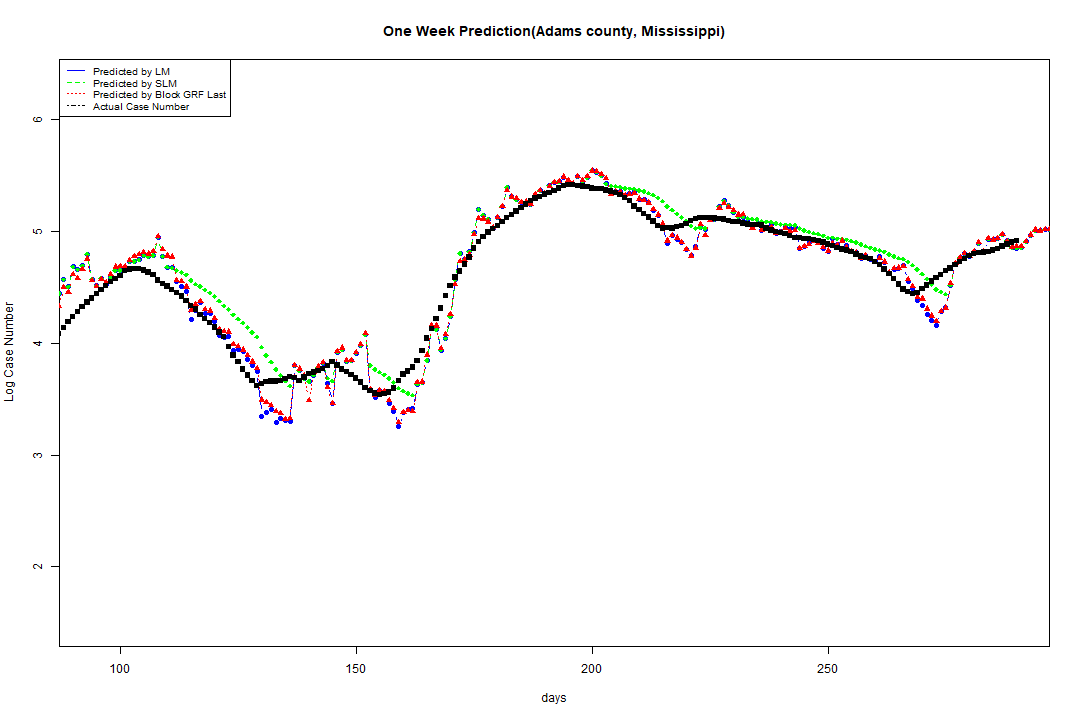 One Week Prediction(Adams county, Mississippi)
Predicted by LM
Predicted by SLM
Predicted by Block GRF Last
Actual Case Number
6
5
4
3
2
Log Case Number
100 150 200 250
days